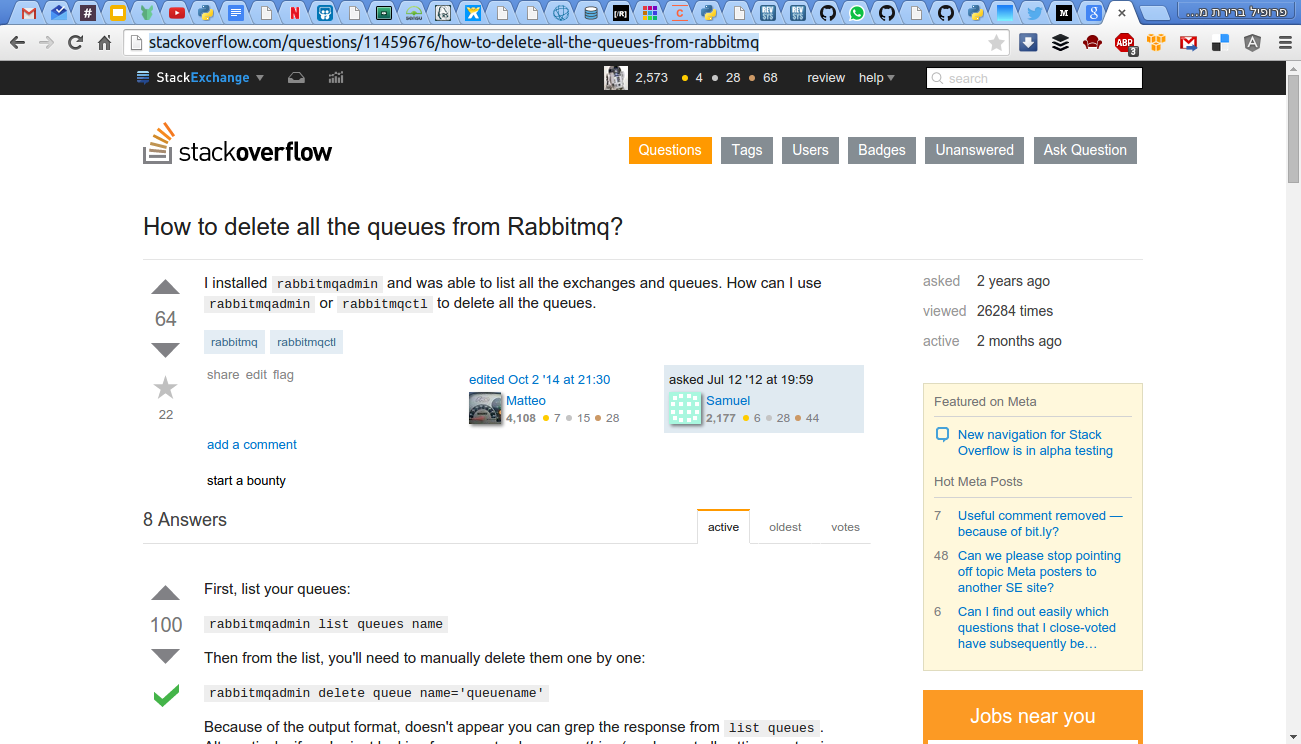 פרופיל ברירת מ...
stackoverflow.com/questions/11459676/how-to-delete-all-the-queues-from-rabbitmq
ABP
3
StackExchange
2,573 4 28 68 review help search
stackoverflow
Questions Tags Users Badges Unanswered Ask Question
How to delete all the queues from Rabbitmq?
64
22
I installed rabbitmqadmin and was able to list all the exchanges and queues. How can I use
rabbitmqadmin or rabbitmqctl to delete all the queues.
rabbitmq rabbitmqctl
share edit flag
edited Oct 2 '14 at 21:30
Matteo
4,108 7 15 28
asked Jul 12 '12 at 19:59
Samuel
2,177 6 28 44
add a comment
start a bounty
asked 2 years ago
viewed 26284 times
active 2 months ago
Featured on Meta
New navigation for Stack
Overflow is in alpha testing
Hot Meta Posts
7 Useful comment removed —
because of bit.ly?
48 Can we please stop pointing
off topic Meta posters to
another SE site?
6 Can I find out easily which
questions that I close-voted
have subsequently be…
Jobs near you
8 Answers
active oldest votes
100
First, list your queues:
rabbitmqadmin list queues name
Then from the list, you'll need to manually delete them one by one:
rabbitmqadmin delete queue name='queuename'
Because of the output format, doesn't appear you can grep the response from list queues.